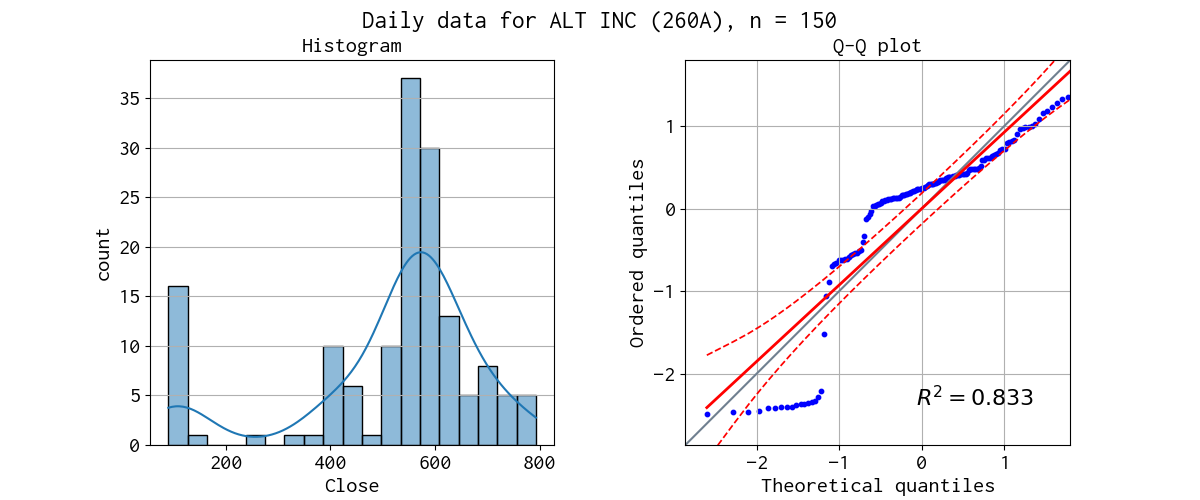 Daily data for ALT INC (260A), n = 150
Histogram
count
35
30
25
20
15
10
5
0
200 400 600 800
Close
Q-Q plot
Ordered quantiles
1
0
−1
−2
R² = 0.833
−2 −1 0 1
Theoretical quantiles